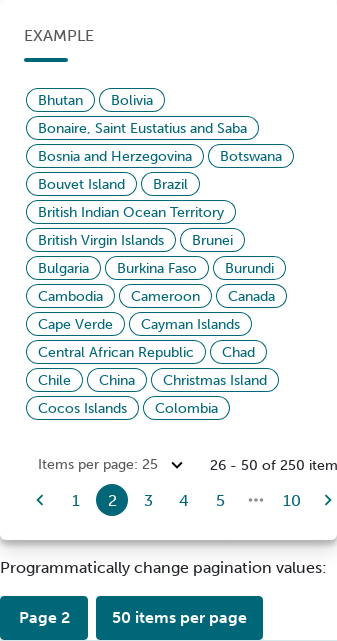 EXAMPLE
Bhutan Bolivia
Bonaire, Saint Eustatius and Saba
Bosnia and Herzegovina Botswana
Bouvet Island Brazil
British Indian Ocean Territory
British Virgin Islands Brunei
Bulgaria Burkina Faso Burundi
Cambodia Cameroon Canada
Cape Verde Cayman Islands
Central African Republic Chad
Chile China Christmas Island
Cocos Islands Colombia
Items per page: 25 26 - 50 of 250 item
1 2 3 4 5 ••• 10
Programmatically change pagination values:
Page 2 50 items per page